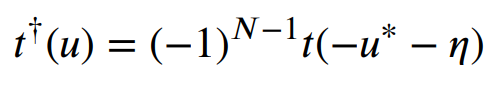 t†(u) = (−1)^{N−1}t(−u* − η)